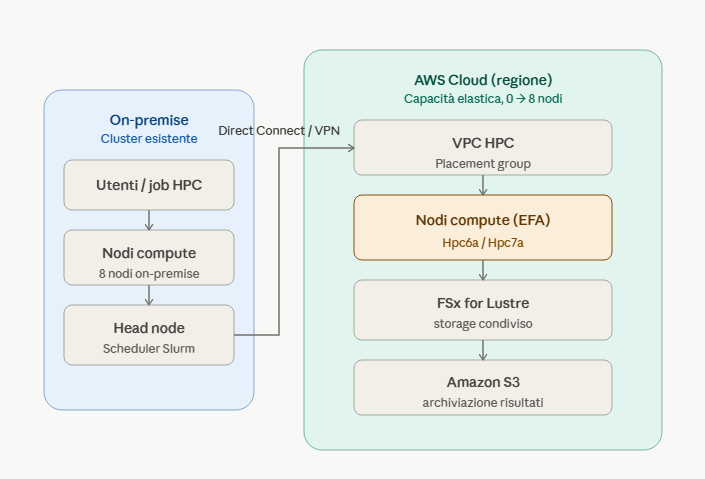 On-premise
Cluster esistente
Utenti / job HPC
Nodi compute
8 nodi on-premise
Head node
Scheduler Slurm
Direct Connect / VPN
AWS Cloud (regione)
Capacità elastica, 0 → 8 nodi
VPC HPC
Placement group
Nodi compute (EFA)
Hpc6a / Hpc7a
FSx for Lustre
storage condiviso
Amazon S3
archiviazione risultati